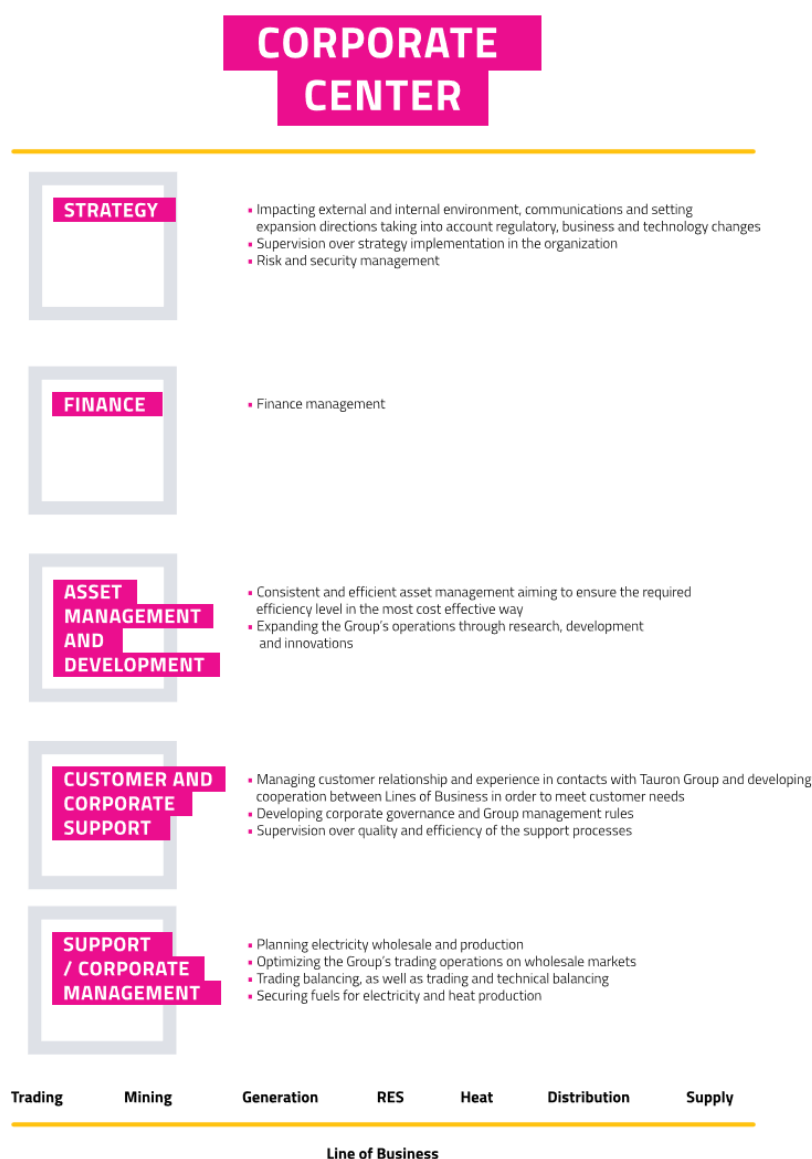 CORPORATE
CENTER
STRATEGY
▪ Impacting external and internal environment, communications and setting
expansion directions taking into account regulatory, business and technology changes
▪ Supervision over strategy implementation in the organization
▪ Risk and security management
FINANCE
▪ Finance management
ASSET
MANAGEMENT
AND
DEVELOPMENT
▪ Consistent and efficient asset management aiming to ensure the required
efficiency level in the most cost effective way
▪ Expanding the Group's operations through research, development
and innovations
CUSTOMER AND
CORPORATE
SUPPORT
▪ Managing customer relationship and experience in contacts with Tauron Group and developing
cooperation between Lines of Business in order to meet customer needs
▪ Developing corporate governance and Group management rules
▪ Supervision over quality and efficiency of the support processes
SUPPORT
/ CORPORATE
MANAGEMENT
▪ Planning electricity wholesale and production
▪ Optimizing the Group's trading operations on wholesale markets
▪ Trading balancing, as well as trading and technical balancing
▪ Securing fuels for electricity and heat production
Trading Mining Generation RES Heat Distribution Supply
Line of Business